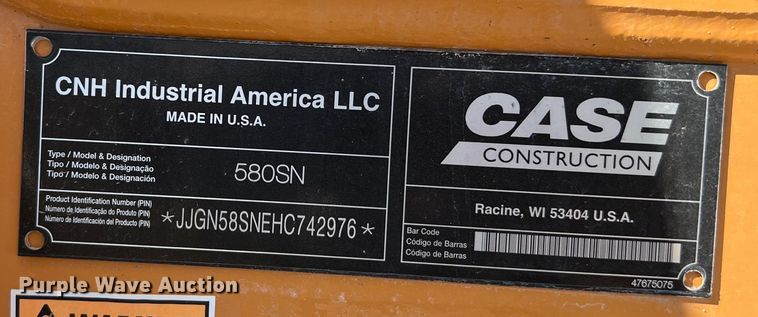 CNH Industrial America LLC
MADE IN U.S.A.
Type / Model & Designation
Tipo / Modelo & Designação
Tipo / Modelo & Designación
580SN
Product Identification Number (PIN)
Número de Identificação do Produto (PIN)
Número de Identificación del Producto (PIN)
*JJGN58SNEHC742976*
CASE
CONSTRUCTION
Racine, WI 53404 U.S.A.
Bar Code
Código de Barras
Código de Barras
47675075
Purple Wave Auction